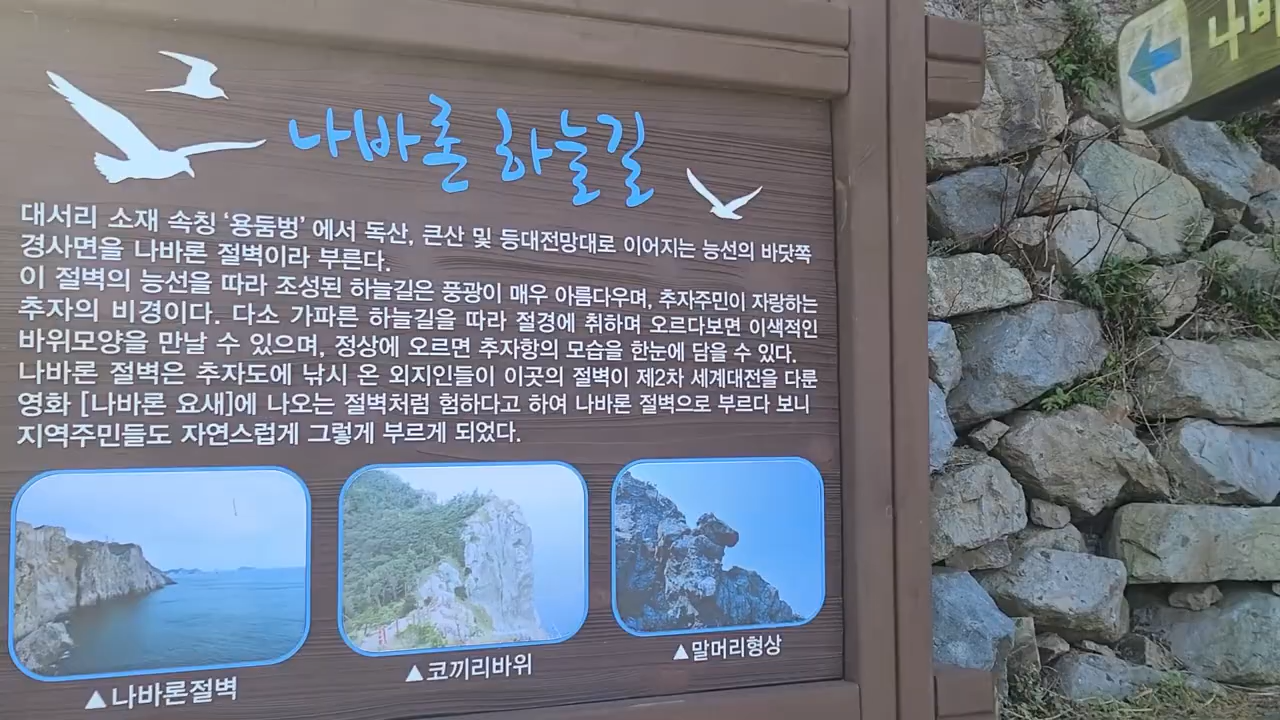 나바론 하늘길
대서리 소재 속칭 '용둠벙' 에서 독산, 큰산 및 등대전망대로 이어지는 능선의 바닷쪽
경사면을 나바론 절벽이라 부른다.
이 절벽의 능선을 따라 조성된 하늘길은 풍광이 매우 아름다우며, 추자주민이 자랑하는
추자의 비경이다. 다소 가파른 하늘길을 따라 절경에 취하며 오르다보면 이색적인
바위모양을 만날 수 있으며, 정상에 오르면 추자항의 모습을 한눈에 담을 수 있다.
나바론 절벽은 추자도에 낚시 온 외지인들이 이곳의 절벽이 제2차 세계대전을 다룬
영화 [나바론 요새]에 나오는 절벽처럼 험하다고 하여 나바론 절벽으로 부르다 보니
지역주민들도 자연스럽게 그렇게 부르게 되었다.
▲나바론절벽
▲코끼리바위
▲말머리형상